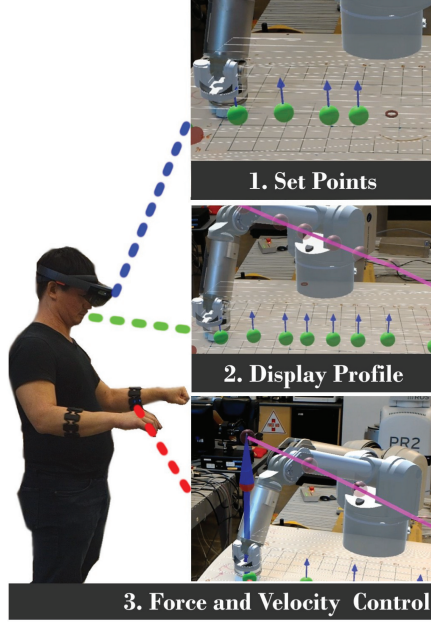 1. Set Points
2. Display Profile
PR2
3. Force and Velocity Control